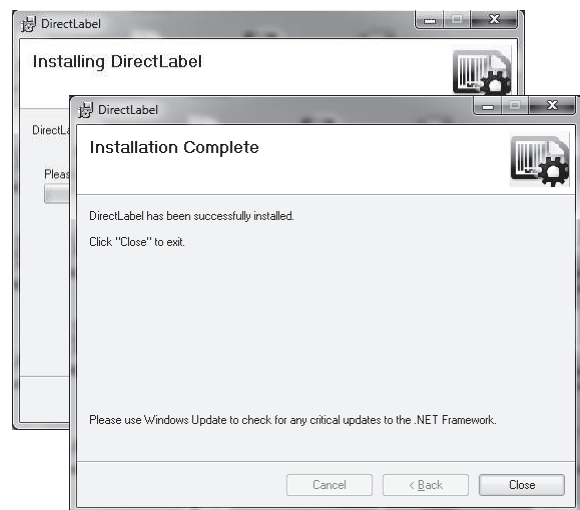 DirectLabel
Installing DirectLabel
DirectLabel
Installation Complete
DirectLabel has been successfully installed.
Click "Close" to exit.
Please use Windows Update to check for any critical updates to the .NET Framework.
Cancel
< Back
Close